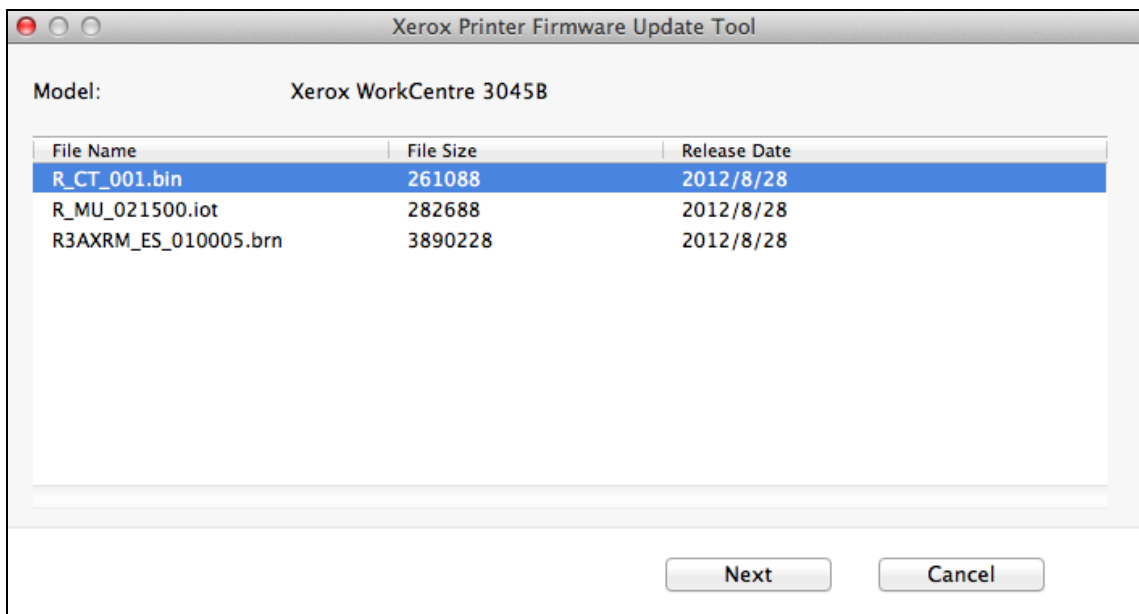 Xerox Printer Firmware Update Tool
Model: Xerox WorkCentre 3045B
File Name File Size Release Date
R_CT_001.bin 261088 2012/8/28
R_MU_021500.iot 282688 2012/8/28
R3AXRM_ES_010005.brn 3890228 2012/8/28
Next Cancel